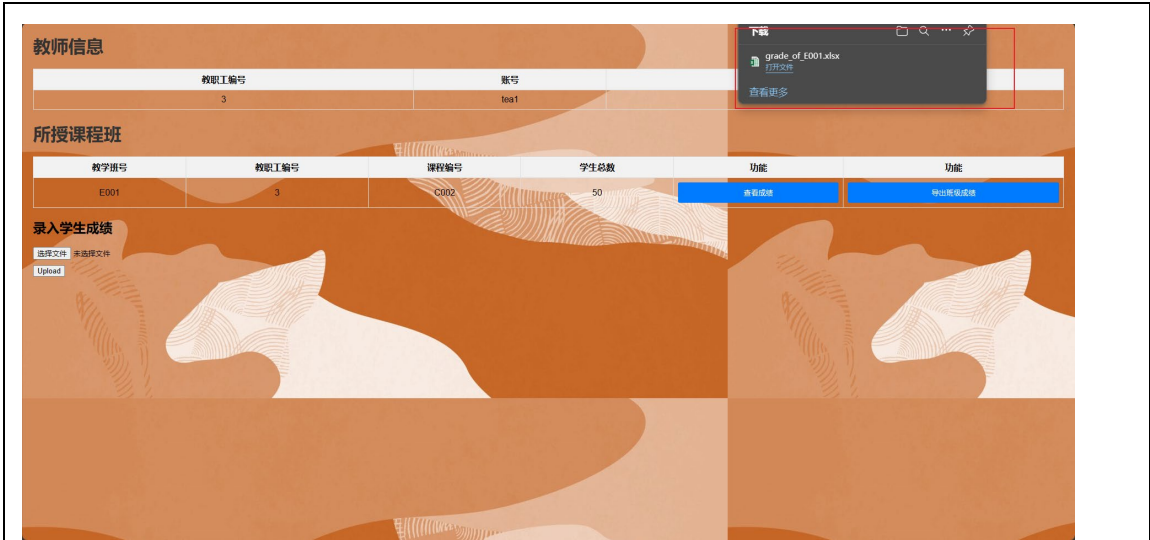 教师信息
下载
grade_of_E001.xlsx
打开文件
查看更多
教职工编号 账号
3 tea1
所授课程班
教学班号 教职工编号 课程编号 学生总数 功能 功能
E001 3 C002 50 查看成绩 导出班级成绩
录入学生成绩
选择文件 未选择文件
Upload